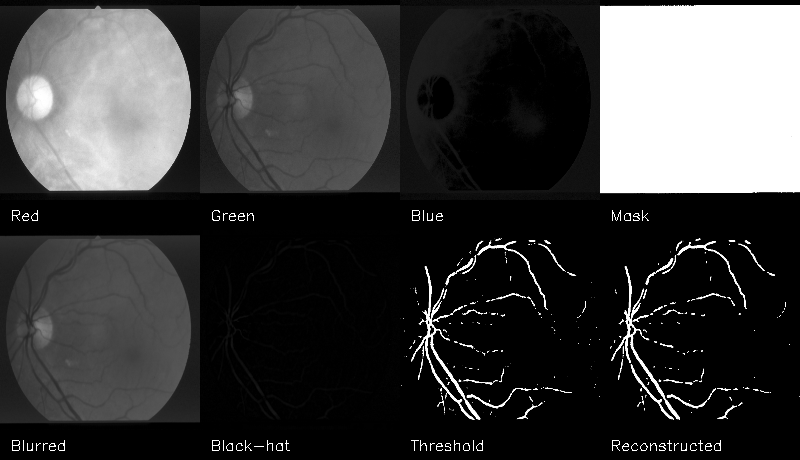 Red
Green
Blue
Mask
Blurred
Black-hat
Threshold
Reconstructed